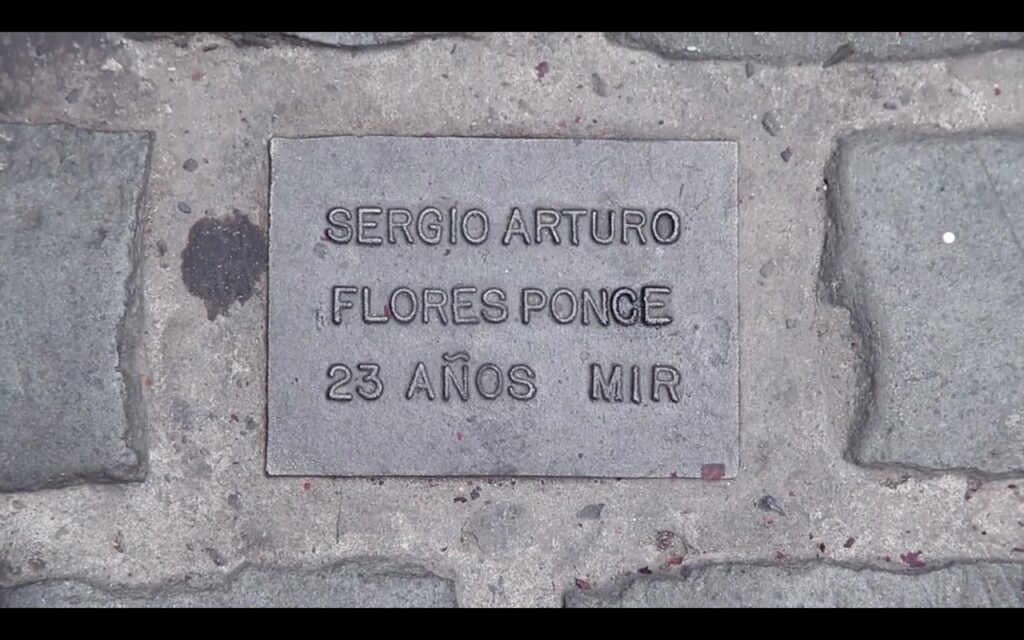 SERGIO ARTURO
FLORES PONCE
23 AÑOS MIR